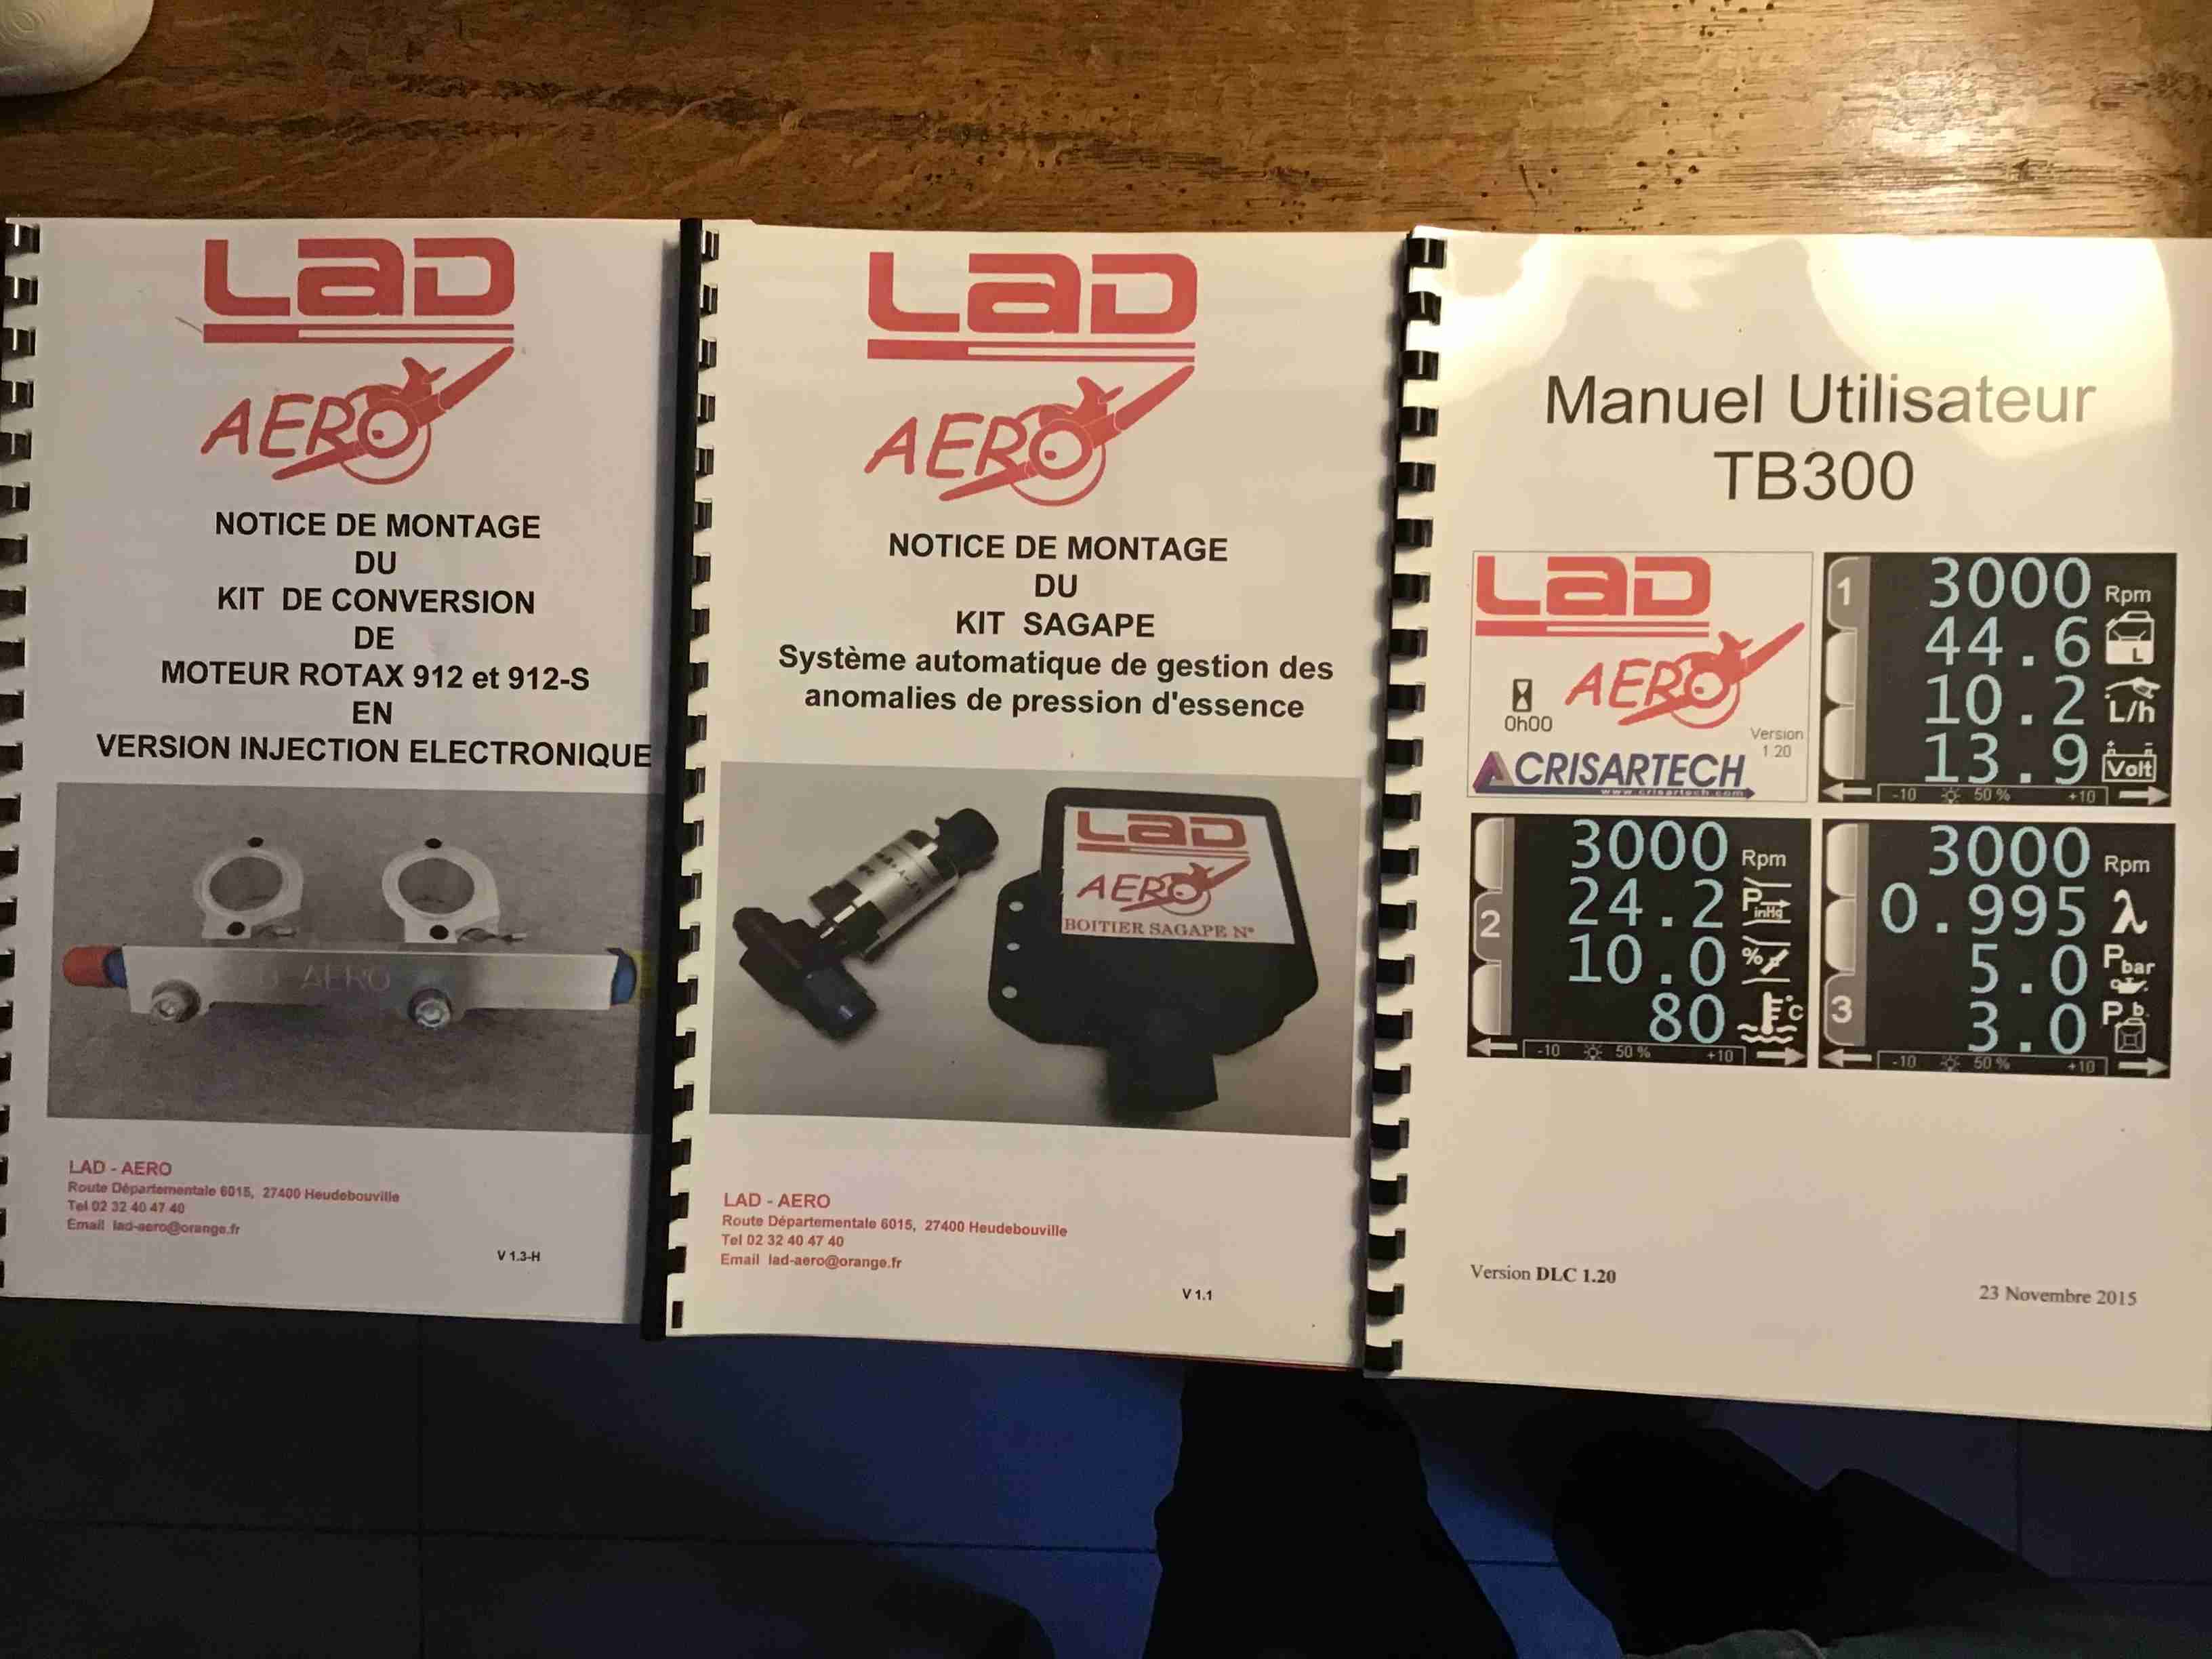 LAD
AERO
NOTICE DE MONTAGE
DU
KIT DE CONVERSION
DE
MOTEUR ROTAX 912 et 912-S
EN
VERSION INJECTION ELECTRONIQUE
AERO
LAD - AERO
Route Départementale 6015, 27400 Heudebouville
Tel 02 32 40 47 40
Email lad-aero@orange.fr
V 1.3-H
LAD
AERO
NOTICE DE MONTAGE
DU
KIT SAGAPE
Système automatique de gestion des
anomalies de pression d'essence
LAD
AERO
BOITIER SAGAPE N°
LAD - AERO
Route Départementale 6015, 27400 Heudebouville
Tel 02 32 40 47 40
Email lad-aero@orange.fr
V 1.1
Manuel Utilisateur
TB300
LAD
AERO
0h00
Version
1.20
CRISARTECH
www.crisartech.com
1
3000 Rpm
44.6 L
10.2 L/h
13.9 Volt
-10 50 % +10
2
3000 Rpm
24.2 P inHg
10.0 %
80 °C
-10 50 % +10
3
3000 Rpm
0.995 λ
5.0 P bar
3.0 P b.
-10 50 % +10
Version DLC 1.20
23 Novembre 2015